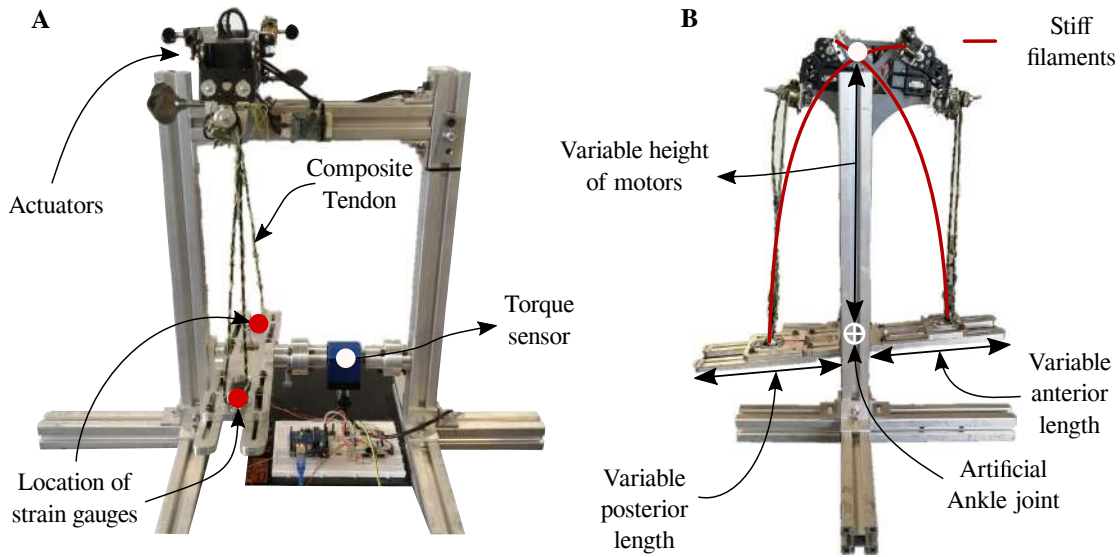 A
Actuators
Composite
Tendon
Torque
sensor
Location of
strain gauges
B
Stiff
filaments
Variable height
of motors
Variable
anterior
length
Variable
posterior
length
Artificial
Ankle joint